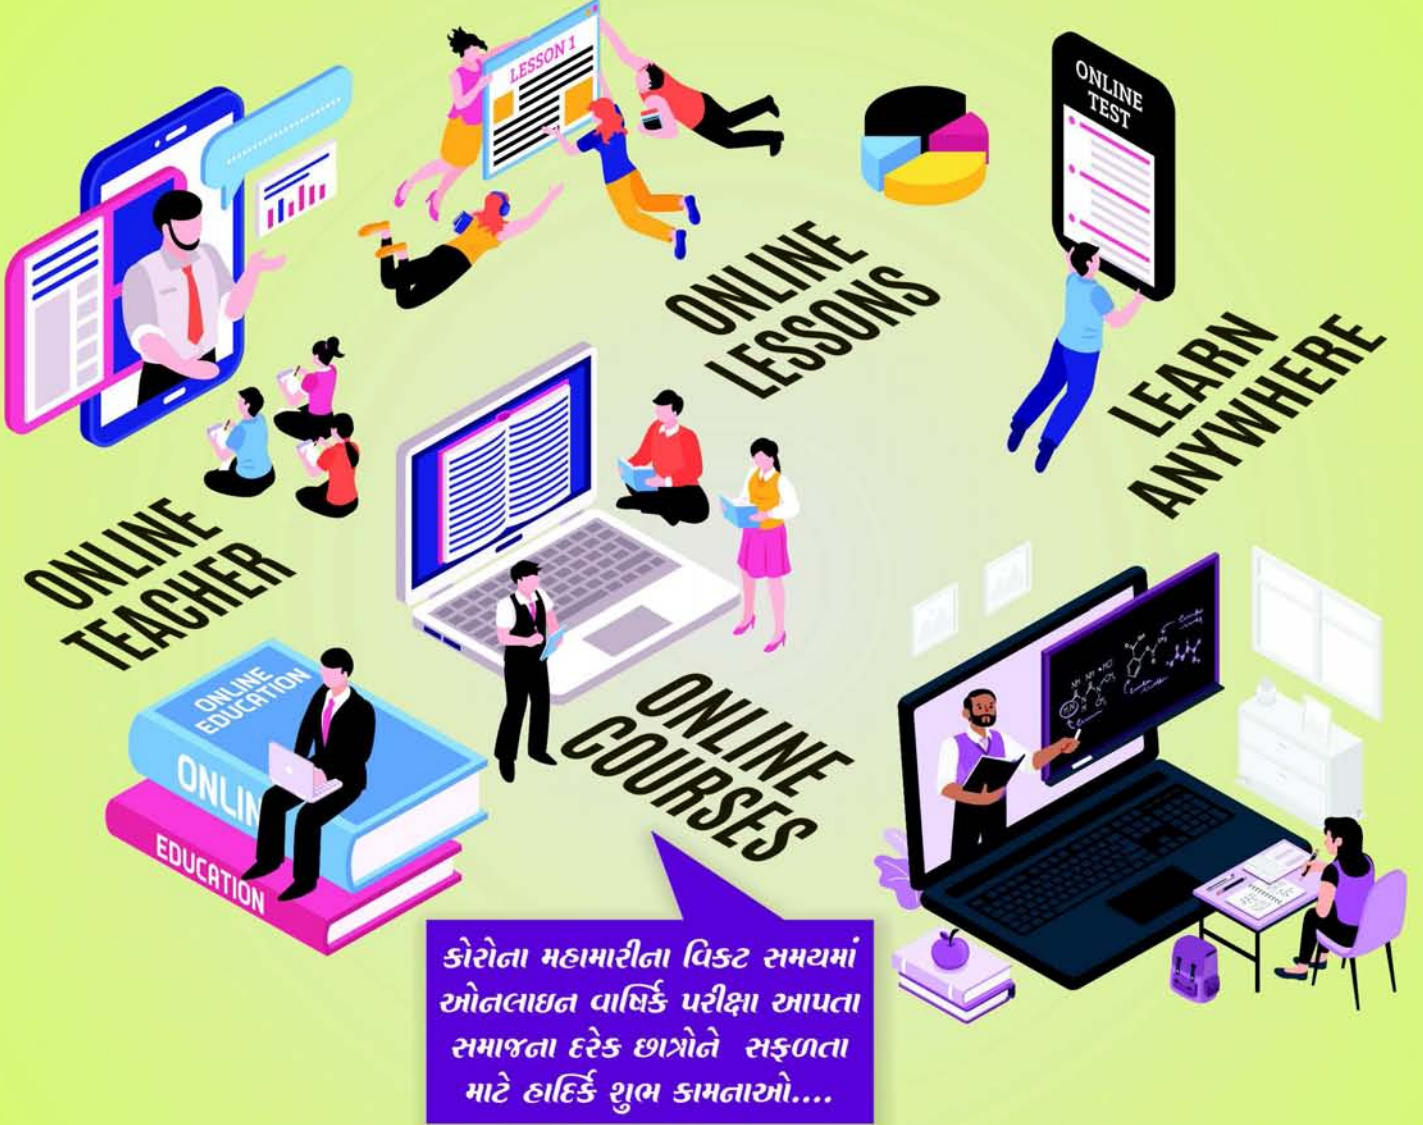 LESSON 1
ONLINE
TEST
ONLINE
LESSONS
LEARN
ANYWHERE
ONLINE
TEACHER
ONLINE
EDUCATION
ONLIN
EDUCATION
ONLINE
COURSES
કોરોના મહામારીના વિકટ સમયમાં
ઓનલાઇન વાષિર્ક પરીક્ષા આપતા
સમાજના દરેક છાત્રોને સફળતા
માટે હાદિર્ક શુભ કામનાઓ....